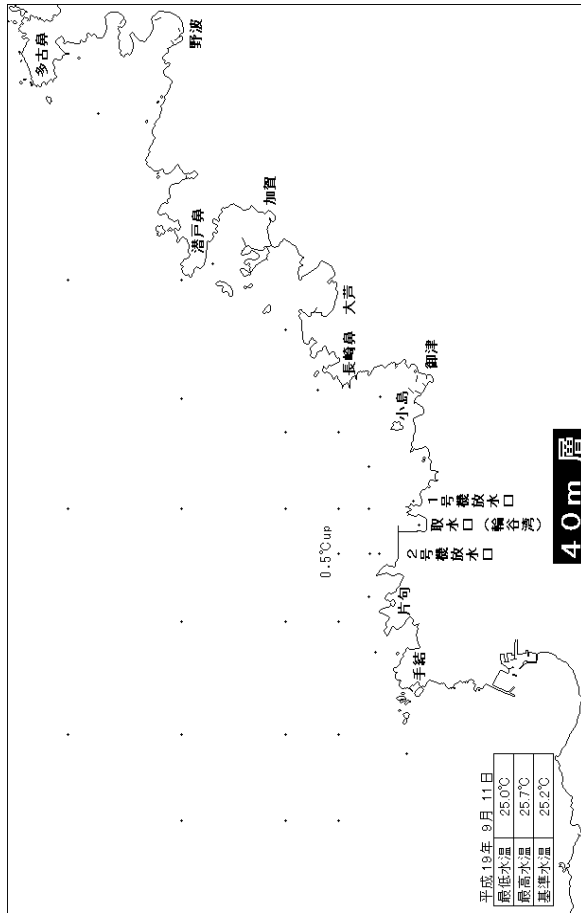 多古鼻
野波
潜戸鼻
加賀
大芦
長崎鼻
御津
小島
1号機放水口
取水口（輪谷湾）
2号機放水口
0.5℃up
片句
手結
40m 層
平成19年 9月 11日
最低水温 25.0℃
最高水温 25.7℃
基準水温 25.2℃